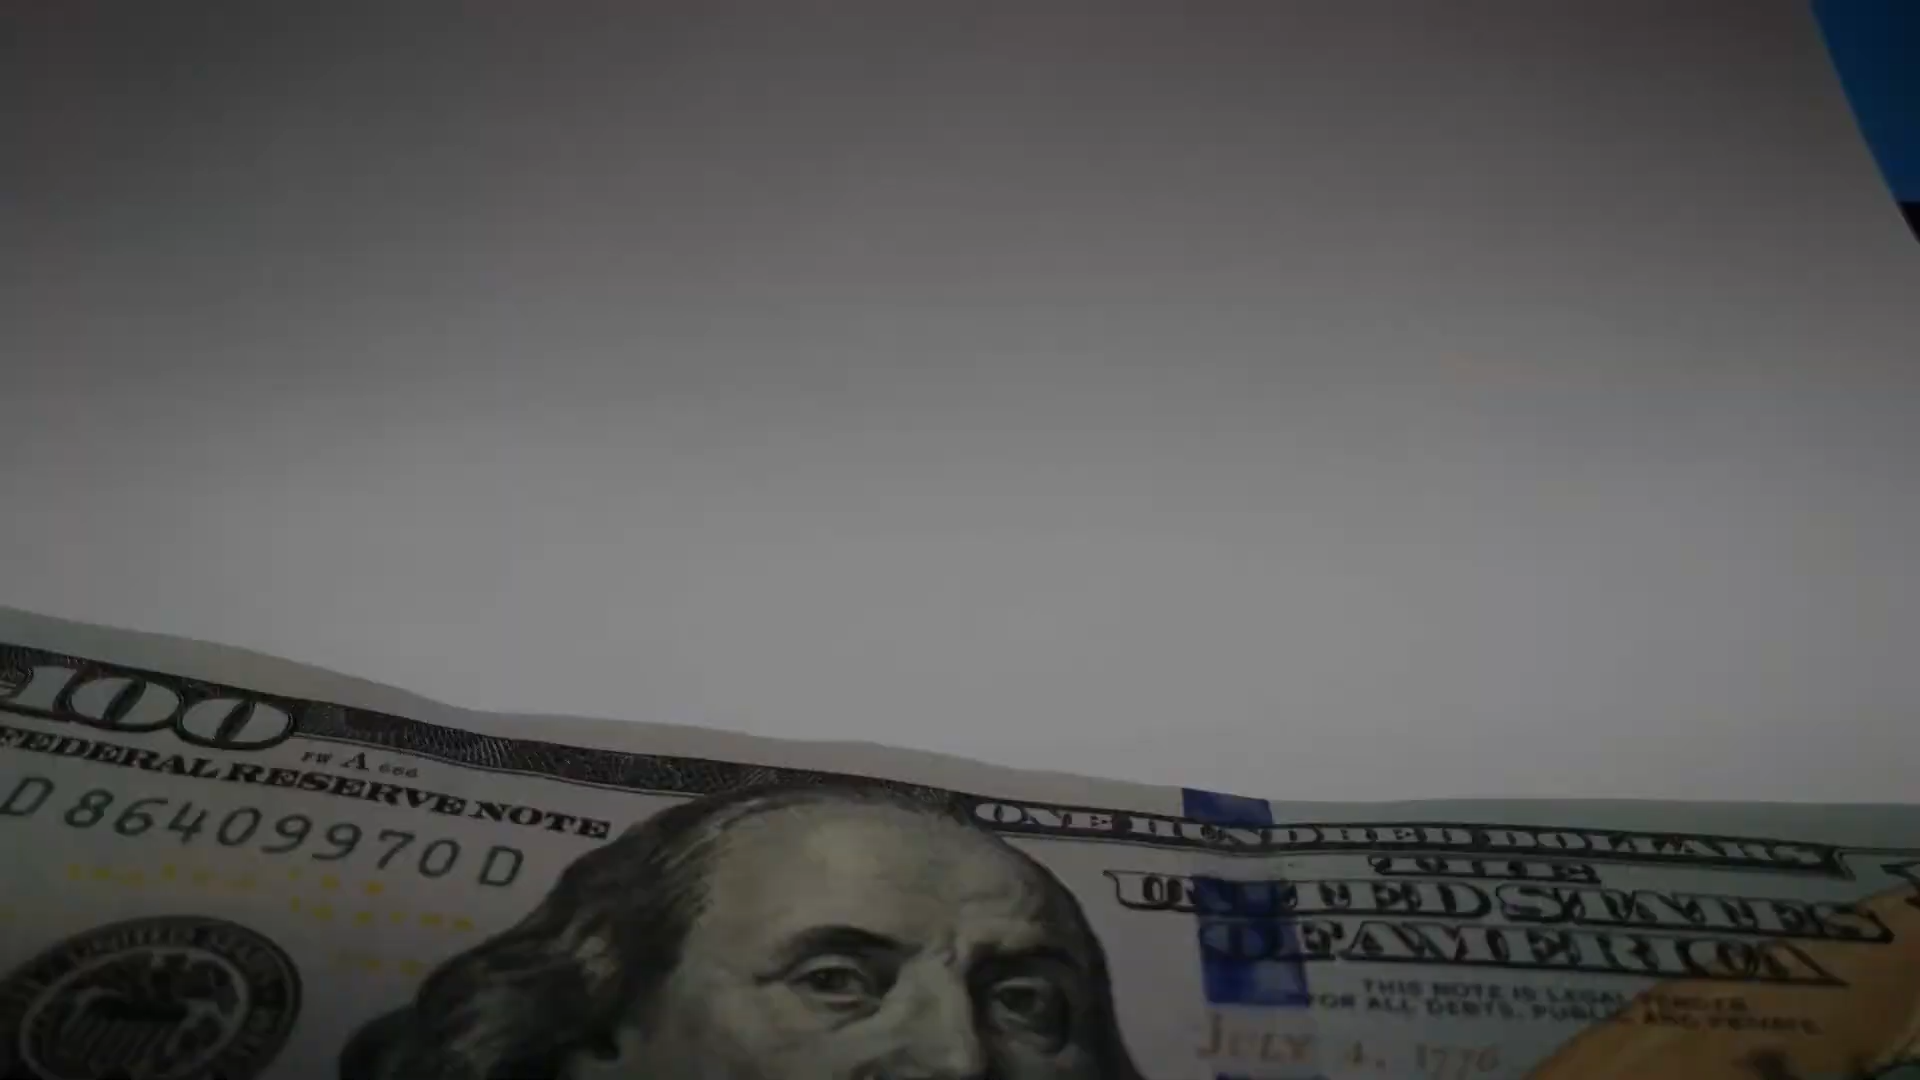 100
FW A 666
FEDERAL RESERVE NOTE
D 86409970 D
ONE HUNDRED DOLLARS
THE
UNITED STATES
OF AMERICA
THIS NOTE IS LEGAL TENDER
FOR ALL DEBTS, PUBLIC AND PRIVATE
JULY 4, 1776